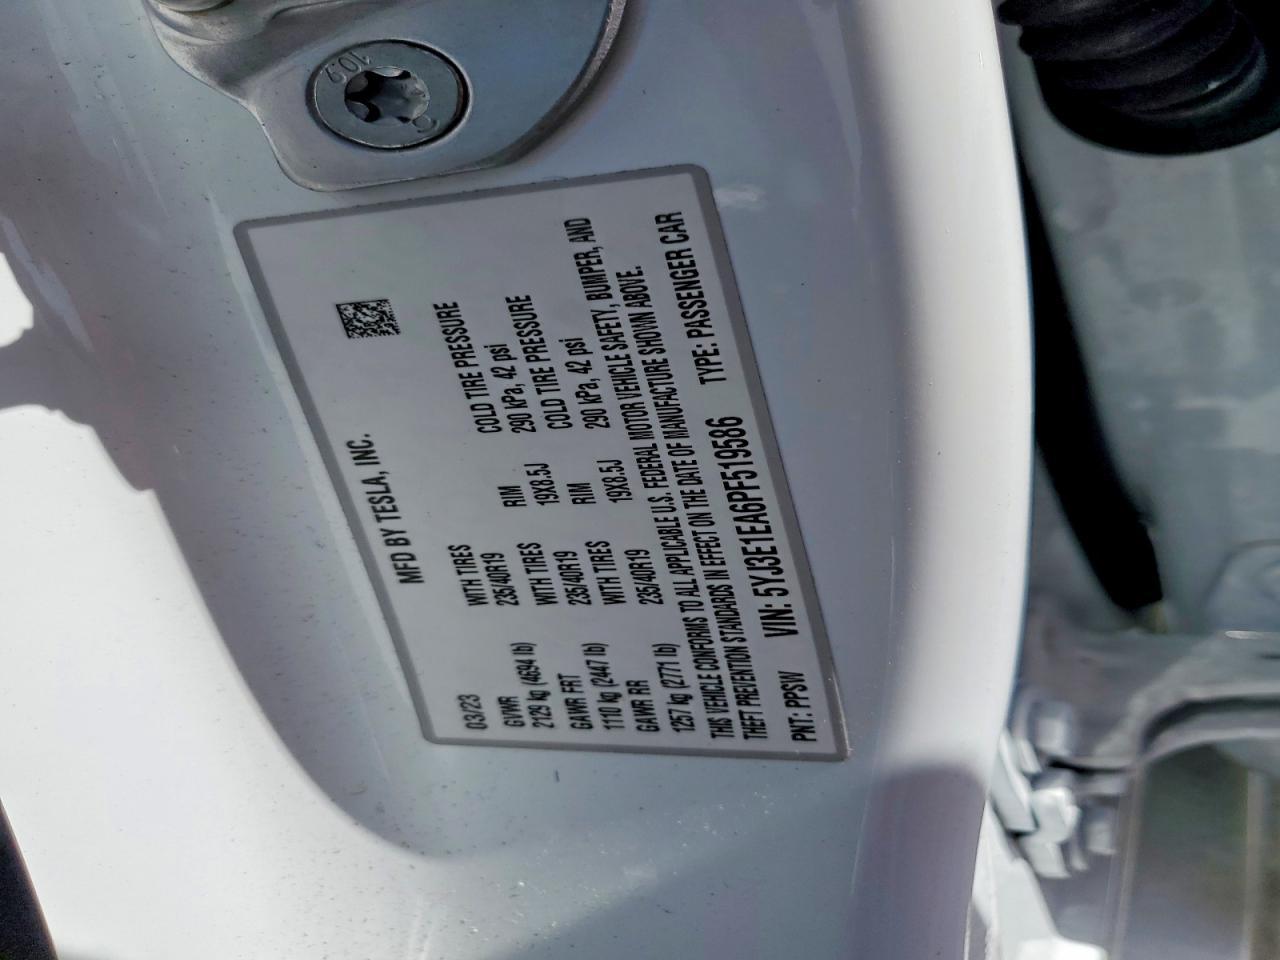 10.9
MFD BY TESLA, INC.
03/23
GVWR WITH TIRES RIM COLD TIRE PRESSURE
2129 kg (4694 lb) 235/40R19 19X8.5J 290 kPa, 42 psi
GAWR FRT WITH TIRES RIM COLD TIRE PRESSURE
1110 kg (2447 lb) 235/40R19 19X8.5J 290 kPa, 42 psi
GAWR RR WITH TIRES
1257 kg (2771 lb) 235/40R19
THIS VEHICLE CONFORMS TO ALL APPLICABLE U.S. FEDERAL MOTOR VEHICLE SAFETY, BUMPER, AND
THEFT PREVENTION STANDARDS IN EFFECT ON THE DATE OF MANUFACTURE SHOWN ABOVE.
PNT: PPSW VIN: 5YJ3E1EA6PF519586 TYPE: PASSENGER CAR